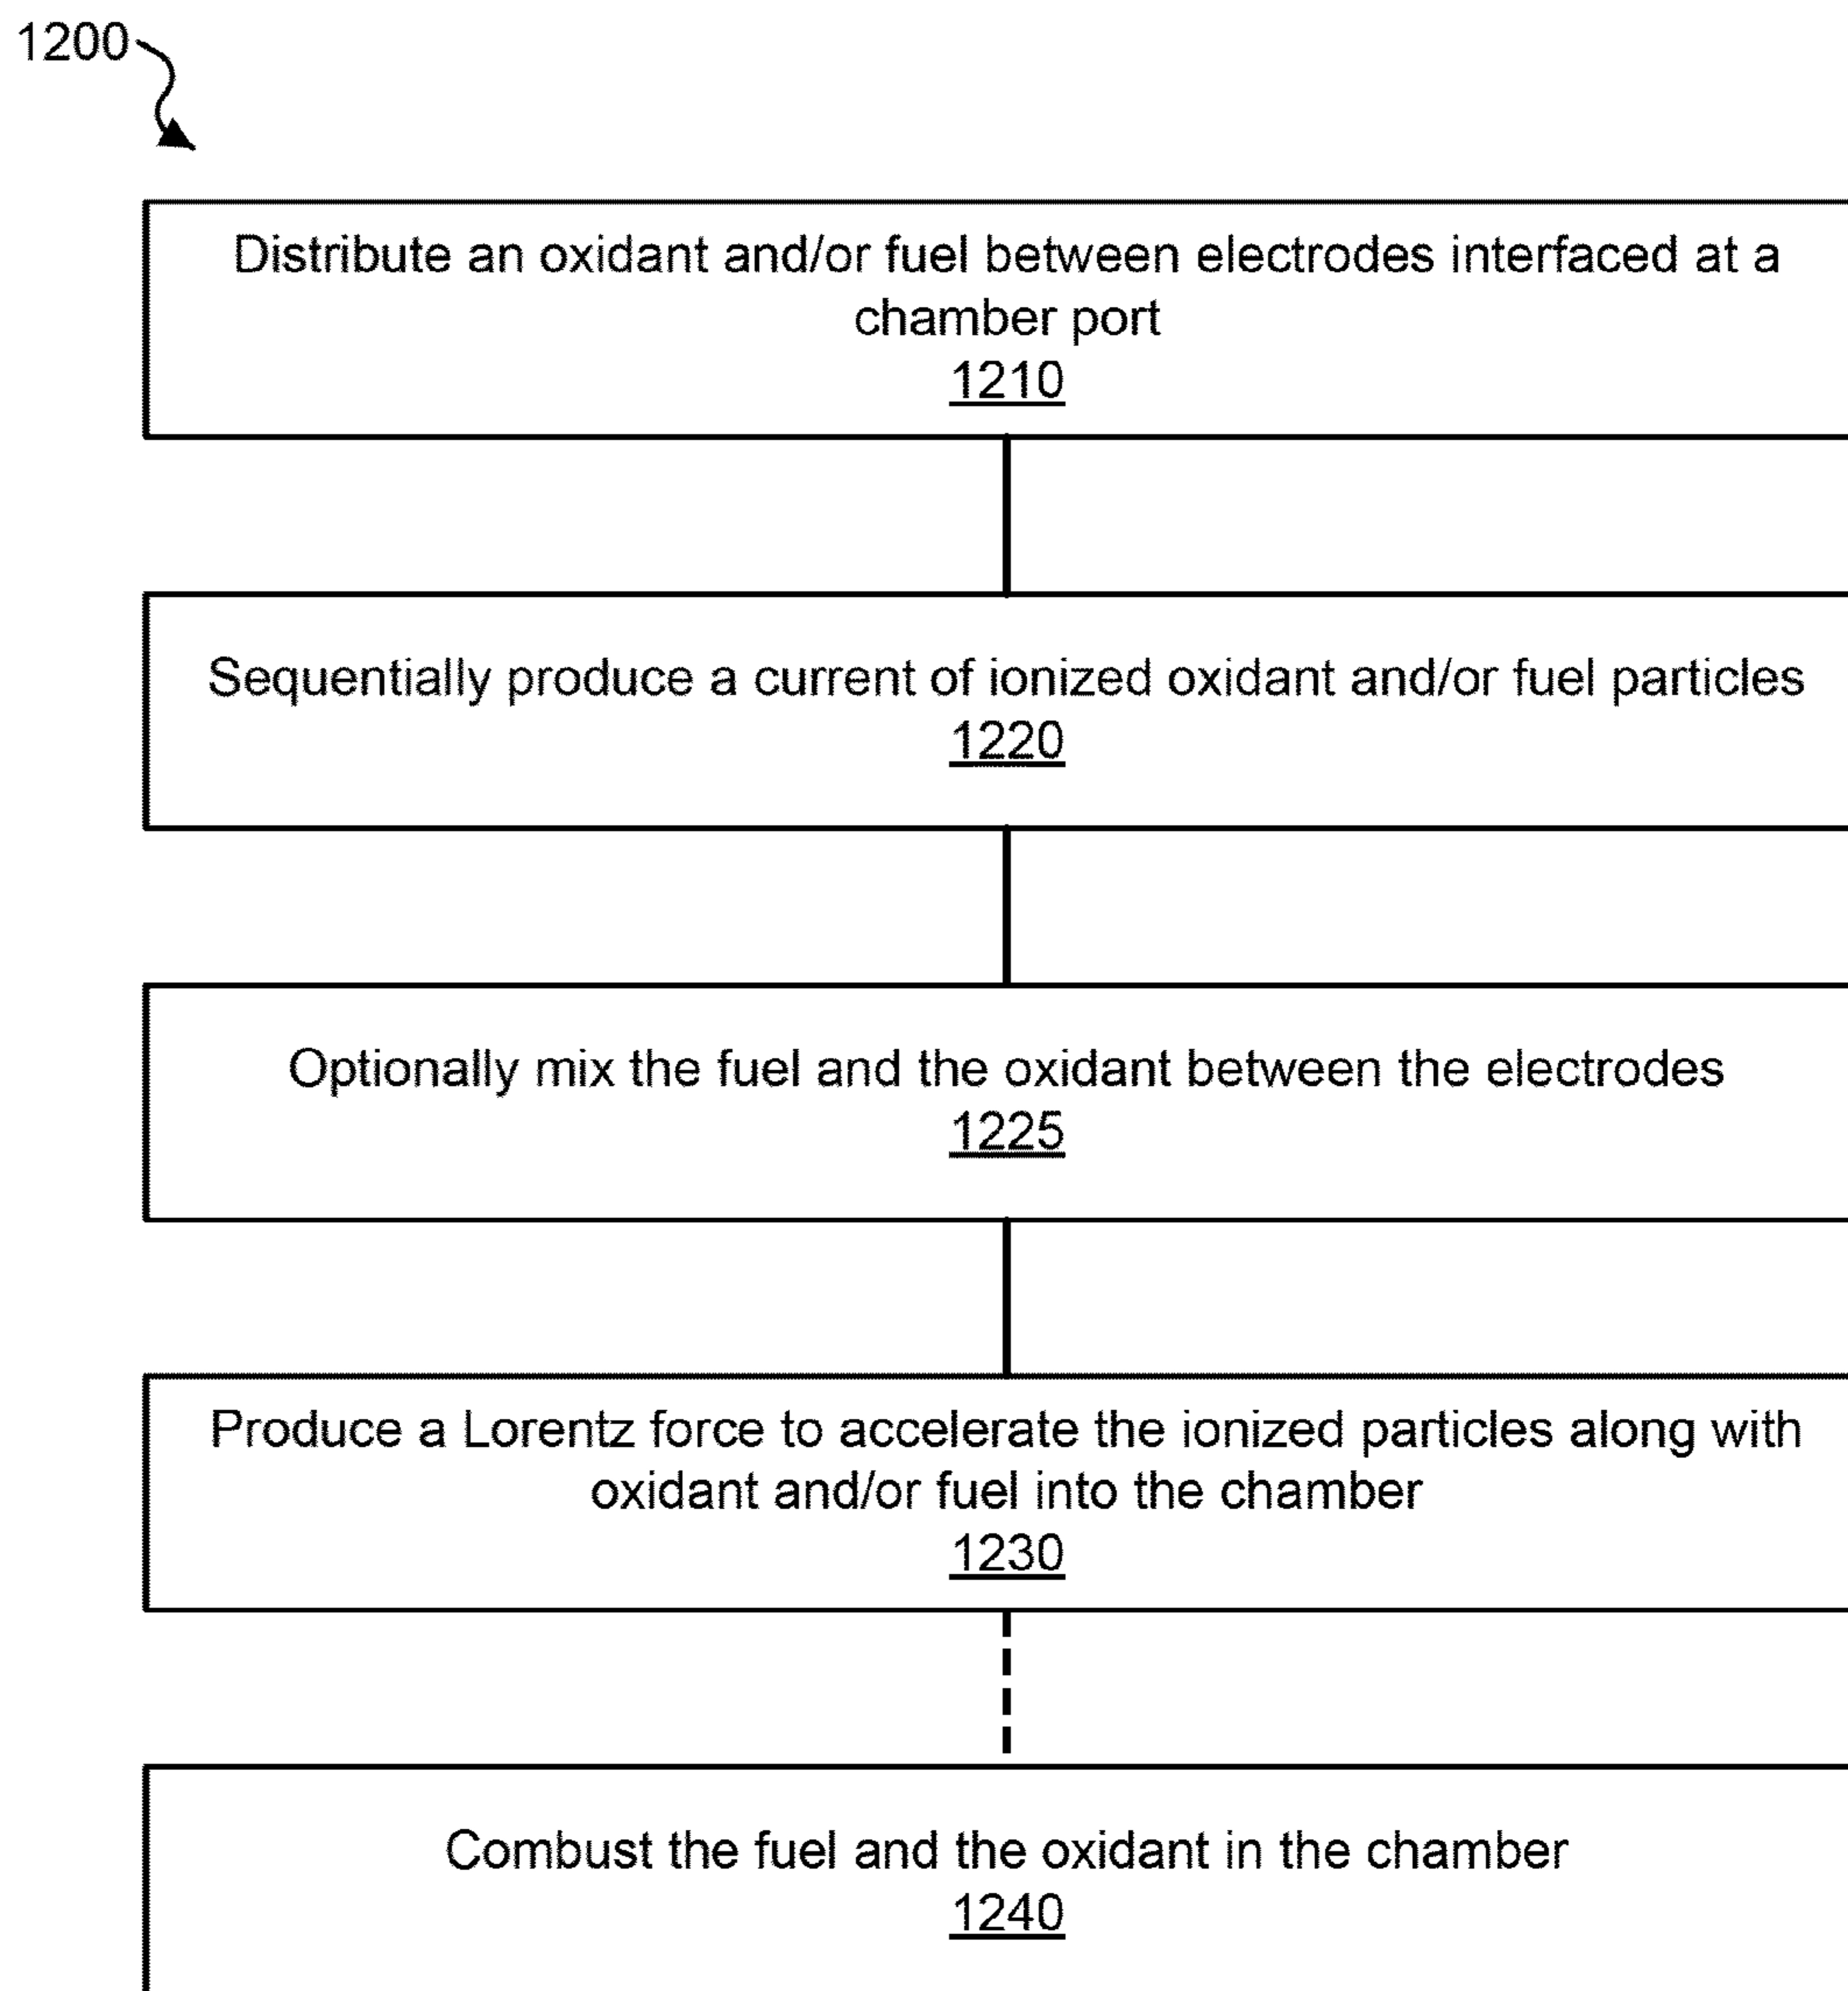 1200
Distribute an oxidant and/or fuel between electrodes interfaced at a
chamber port
1210
Sequentially produce a current of ionized oxidant and/or fuel particles
1220
Optionally mix the fuel and the oxidant between the electrodes
1225
Produce a Lorentz force to accelerate the ionized particles along with
oxidant and/or fuel into the chamber
1230
Combust the fuel and the oxidant in the chamber
1240